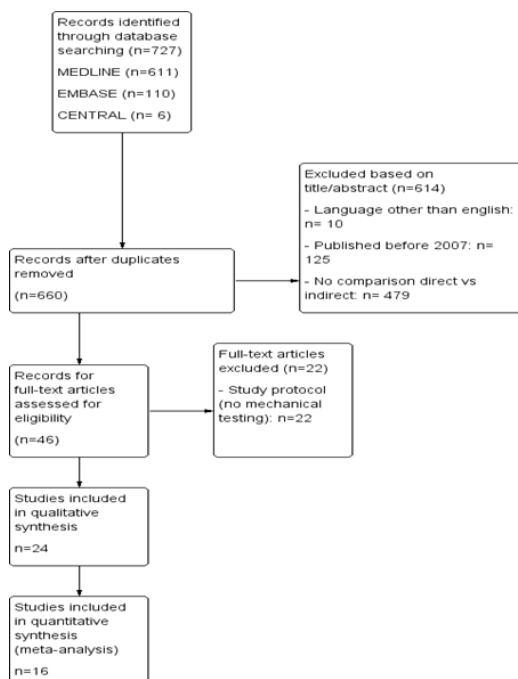 Records identified
through database
searching (n=727)
MEDLINE (n=611)
EMBASE (n=110)
CENTRAL (n= 6)
Excluded based on
title/abstract (n=614)
- Language other than english:
n= 10
- Published before 2007: n=
125
- No comparison direct vs
indirect: n= 479
Records after duplicates
removed
(n=660)
Full-text articles
excluded (n=22)
- Study protocol
(no mechanical
testing): n=22
Records for
full-text articles
assessed for
eligibility
(n=46)
Studies included
in qualitative
synthesis
n=24
Studies included
in quantitative
synthesis
(meta-analysis)
n=16